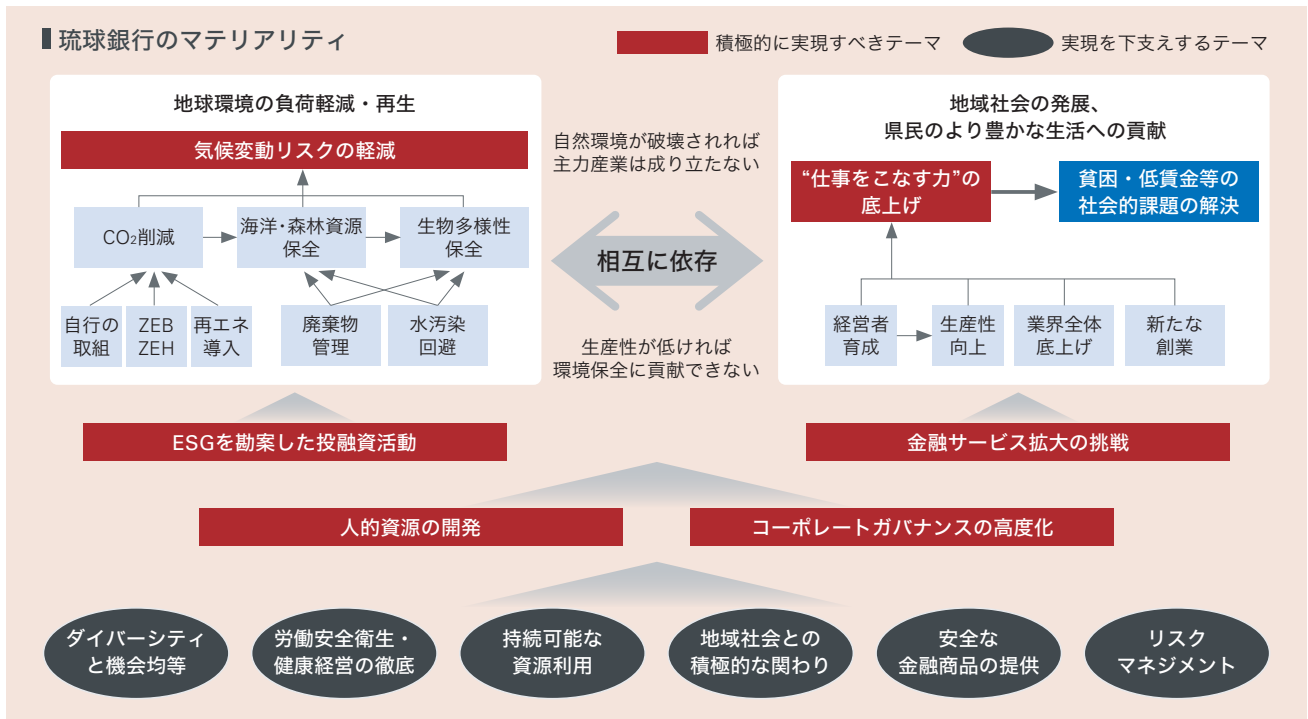 琉球銀行のマテリアリティ
積極的に実現すべきテーマ
実現を下支えするテーマ
地球環境の負荷軽減・再生
気候変動リスクの軽減
CO₂削減
海洋・森林資源
保全
生物多様性
保全
自行の
取組
ZEB
ZEH
再エネ
導入
廃棄物
管理
水汚染
回避
自然環境が破壊されれば
主力産業は成り立たない
相互に依存
生産性が低ければ
環境保全に貢献できない
地域社会の発展、
県民のより豊かな生活への貢献
“仕事をこなす力”の
底上げ
貧困・低賃金等の
社会的課題の解決
経営者
育成
生産性
向上
業界全体
底上げ
新たな
創業
ESGを勘案した投融資活動
金融サービス拡大の挑戦
人的資源の開発
コーポレートガバナンスの高度化
ダイバーシティ
と機会均等
労働安全衛生・
健康経営の徹底
持続可能な
資源利用
地域社会との
積極的な関わり
安全な
金融商品の提供
リスク
マネジメント